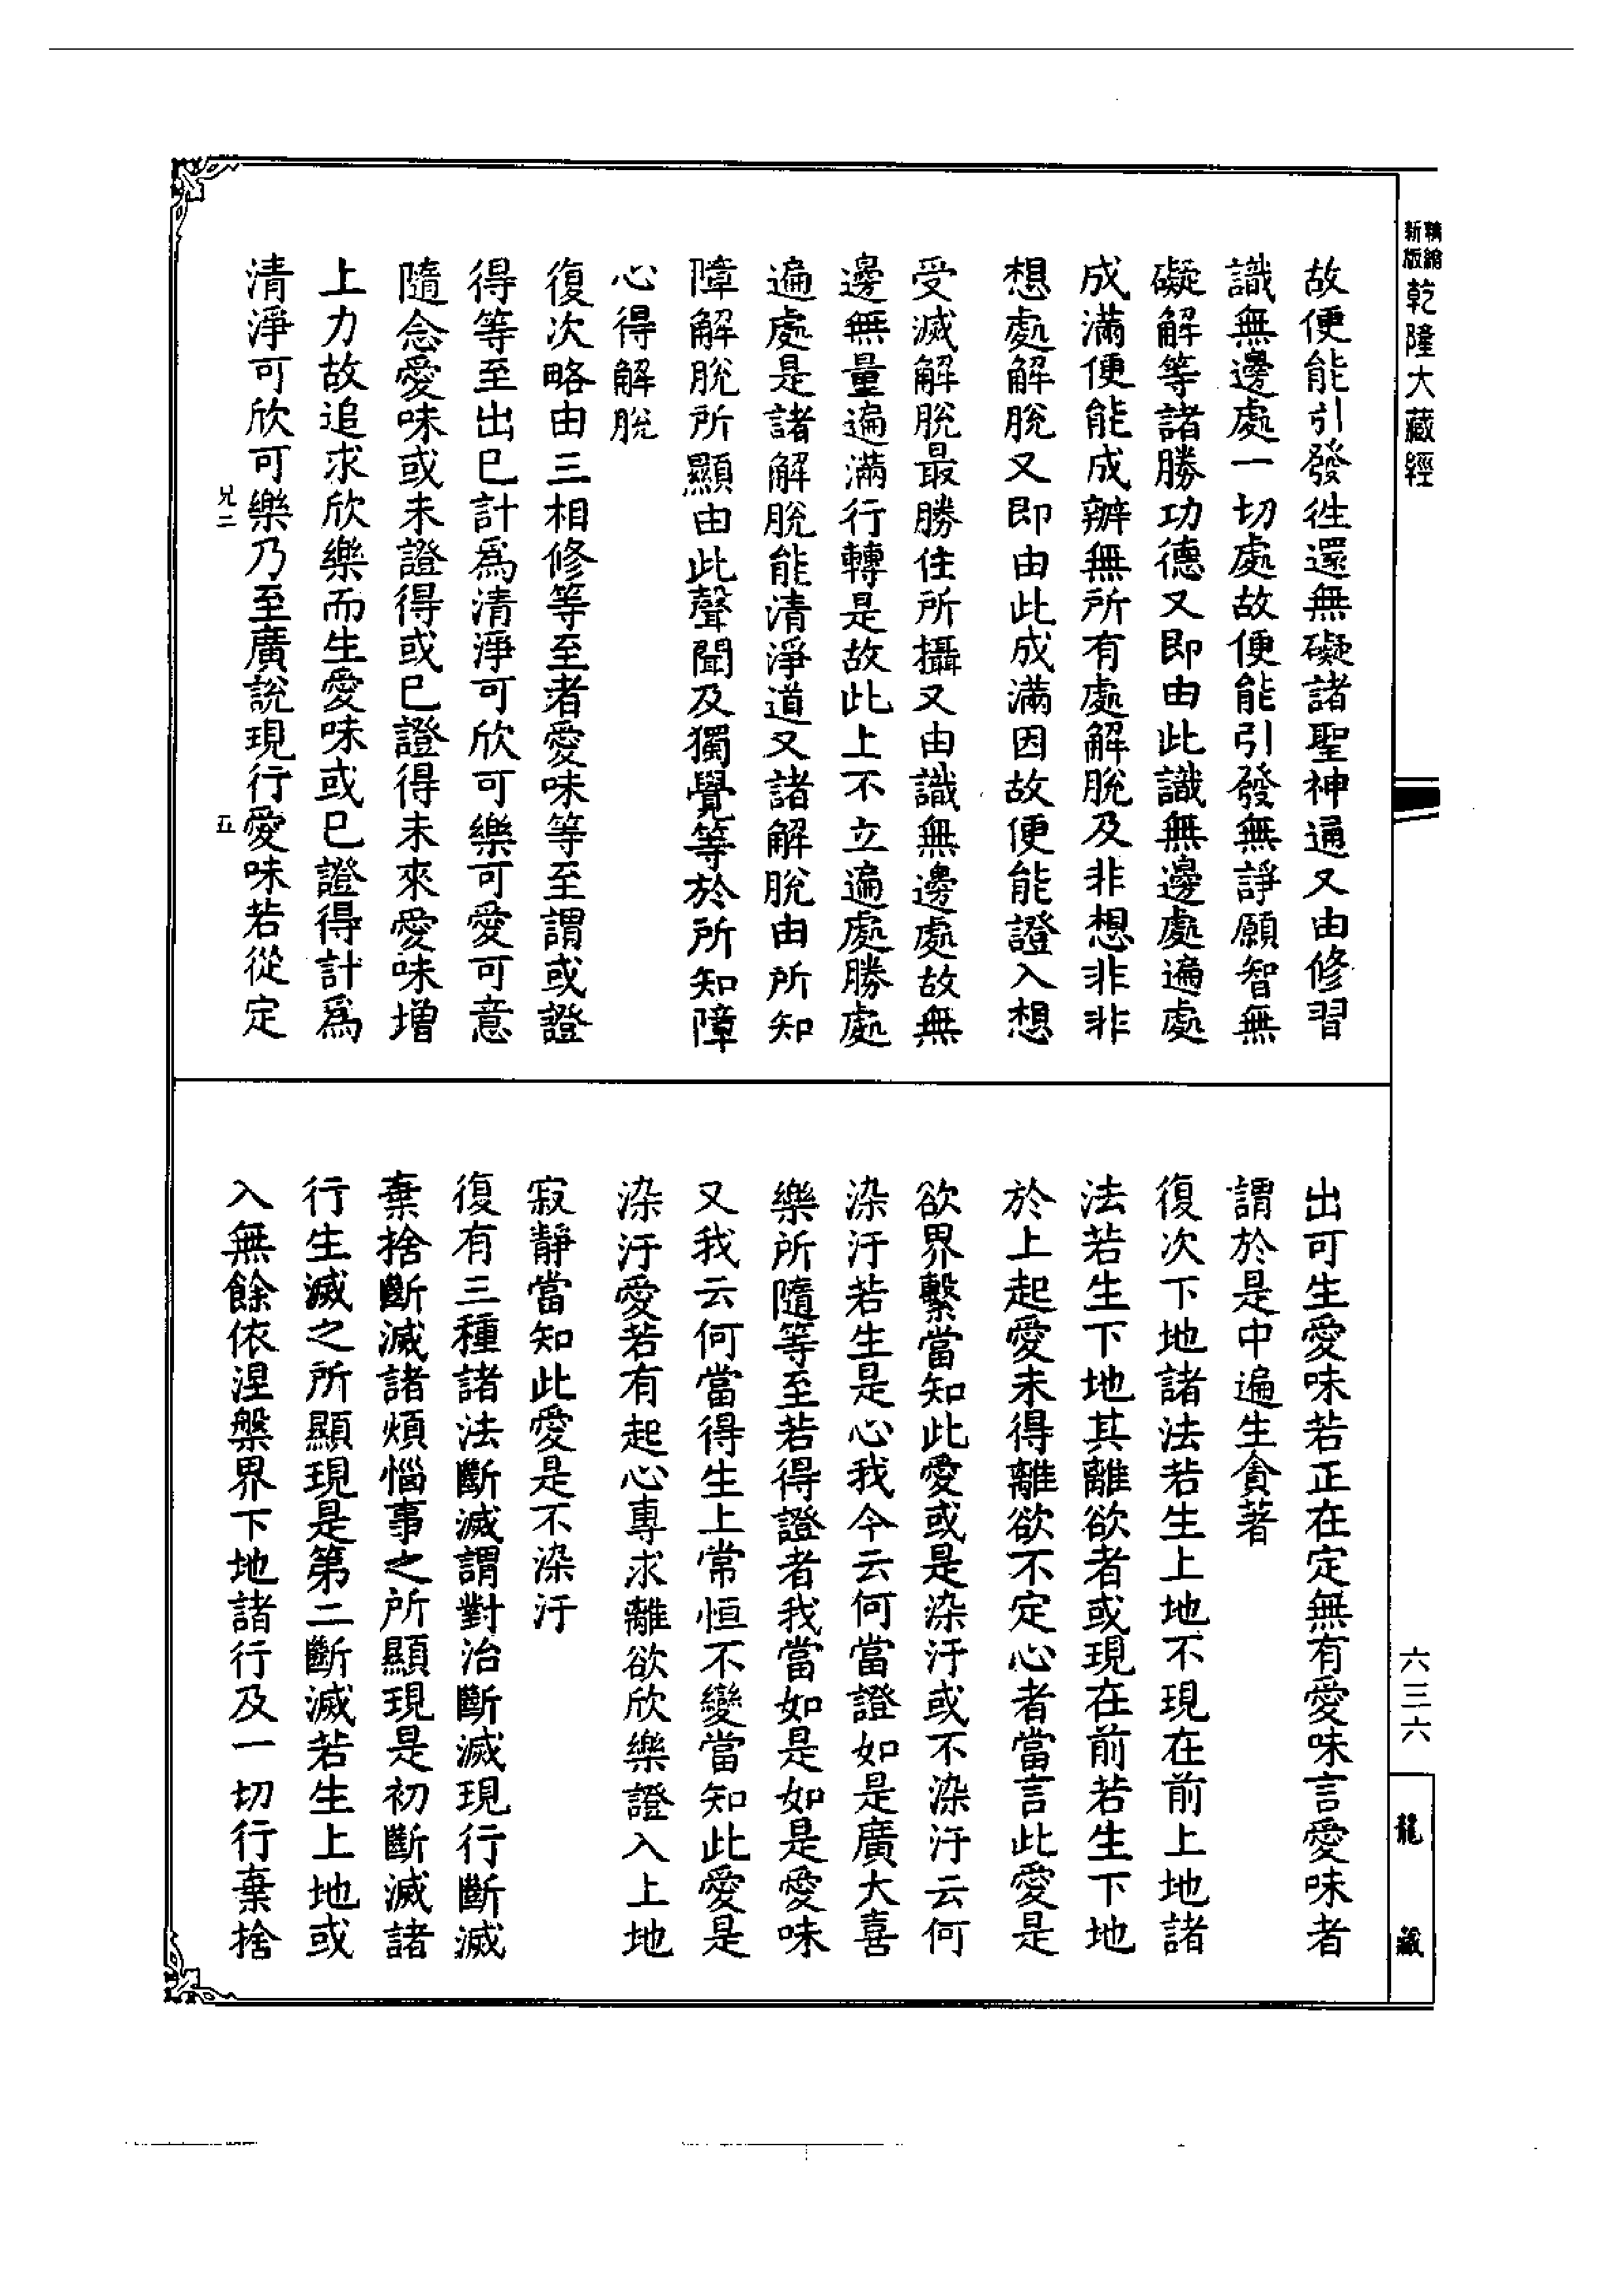 精縮新版
乾隆大藏經
故便能引發徃還無礙諸聖神通又由修習
識無邊處一切處故便能引發無諍願智無
礙解等諸勝功德又即由此識無邊處遍處
成滿便能成辦無所有處解脫及非想非非
想處解脫又即由此成滿因故便能證入想
受滅解脫最勝住所攝又由識無邊處故無
邊無量遍滿行轉是故此上不立遍處勝處
遍處是諸解脫能清淨道又諸解脫由所知
障解脫所顯由此聲聞及獨覺等於所知障
心得解脫
復次略由三相修等至者愛味等至謂或證
得等至出已計爲清淨可欣可樂可愛可意
隨念愛味或未證得或已證得未來愛味增
上力故追求欣樂而生愛味或已證得計爲
清淨可欣可樂乃至廣說現行愛味若從定
兄二
五
出可生愛味若正在定無有愛味言愛味者
謂於是中遍生貪著
復次下地諸法若生上地不現在前上地諸
法若生下地其離欲者或現在前若生下地
於上起愛未得離欲不定心者當言此愛是
欲界繫當知此愛或是染汙或不染汙云何
染汙若生是心我今云何當證如是廣大喜
樂所隨等至若得證者我當如是如是愛味
又我云何當得生上常恒不變當知此愛是
染汙愛若有起心專求離欲欣樂證入上地
寂靜當知此愛是不染汙
復有三種諸法斷滅謂對治斷滅現行斷滅
棄捨斷滅諸煩惱事之所顯現是初斷滅諸
行生滅之所顯現是第二斷滅若生上地或
入無餘依涅槃界下地諸行及一切行棄捨
六三六
龍藏